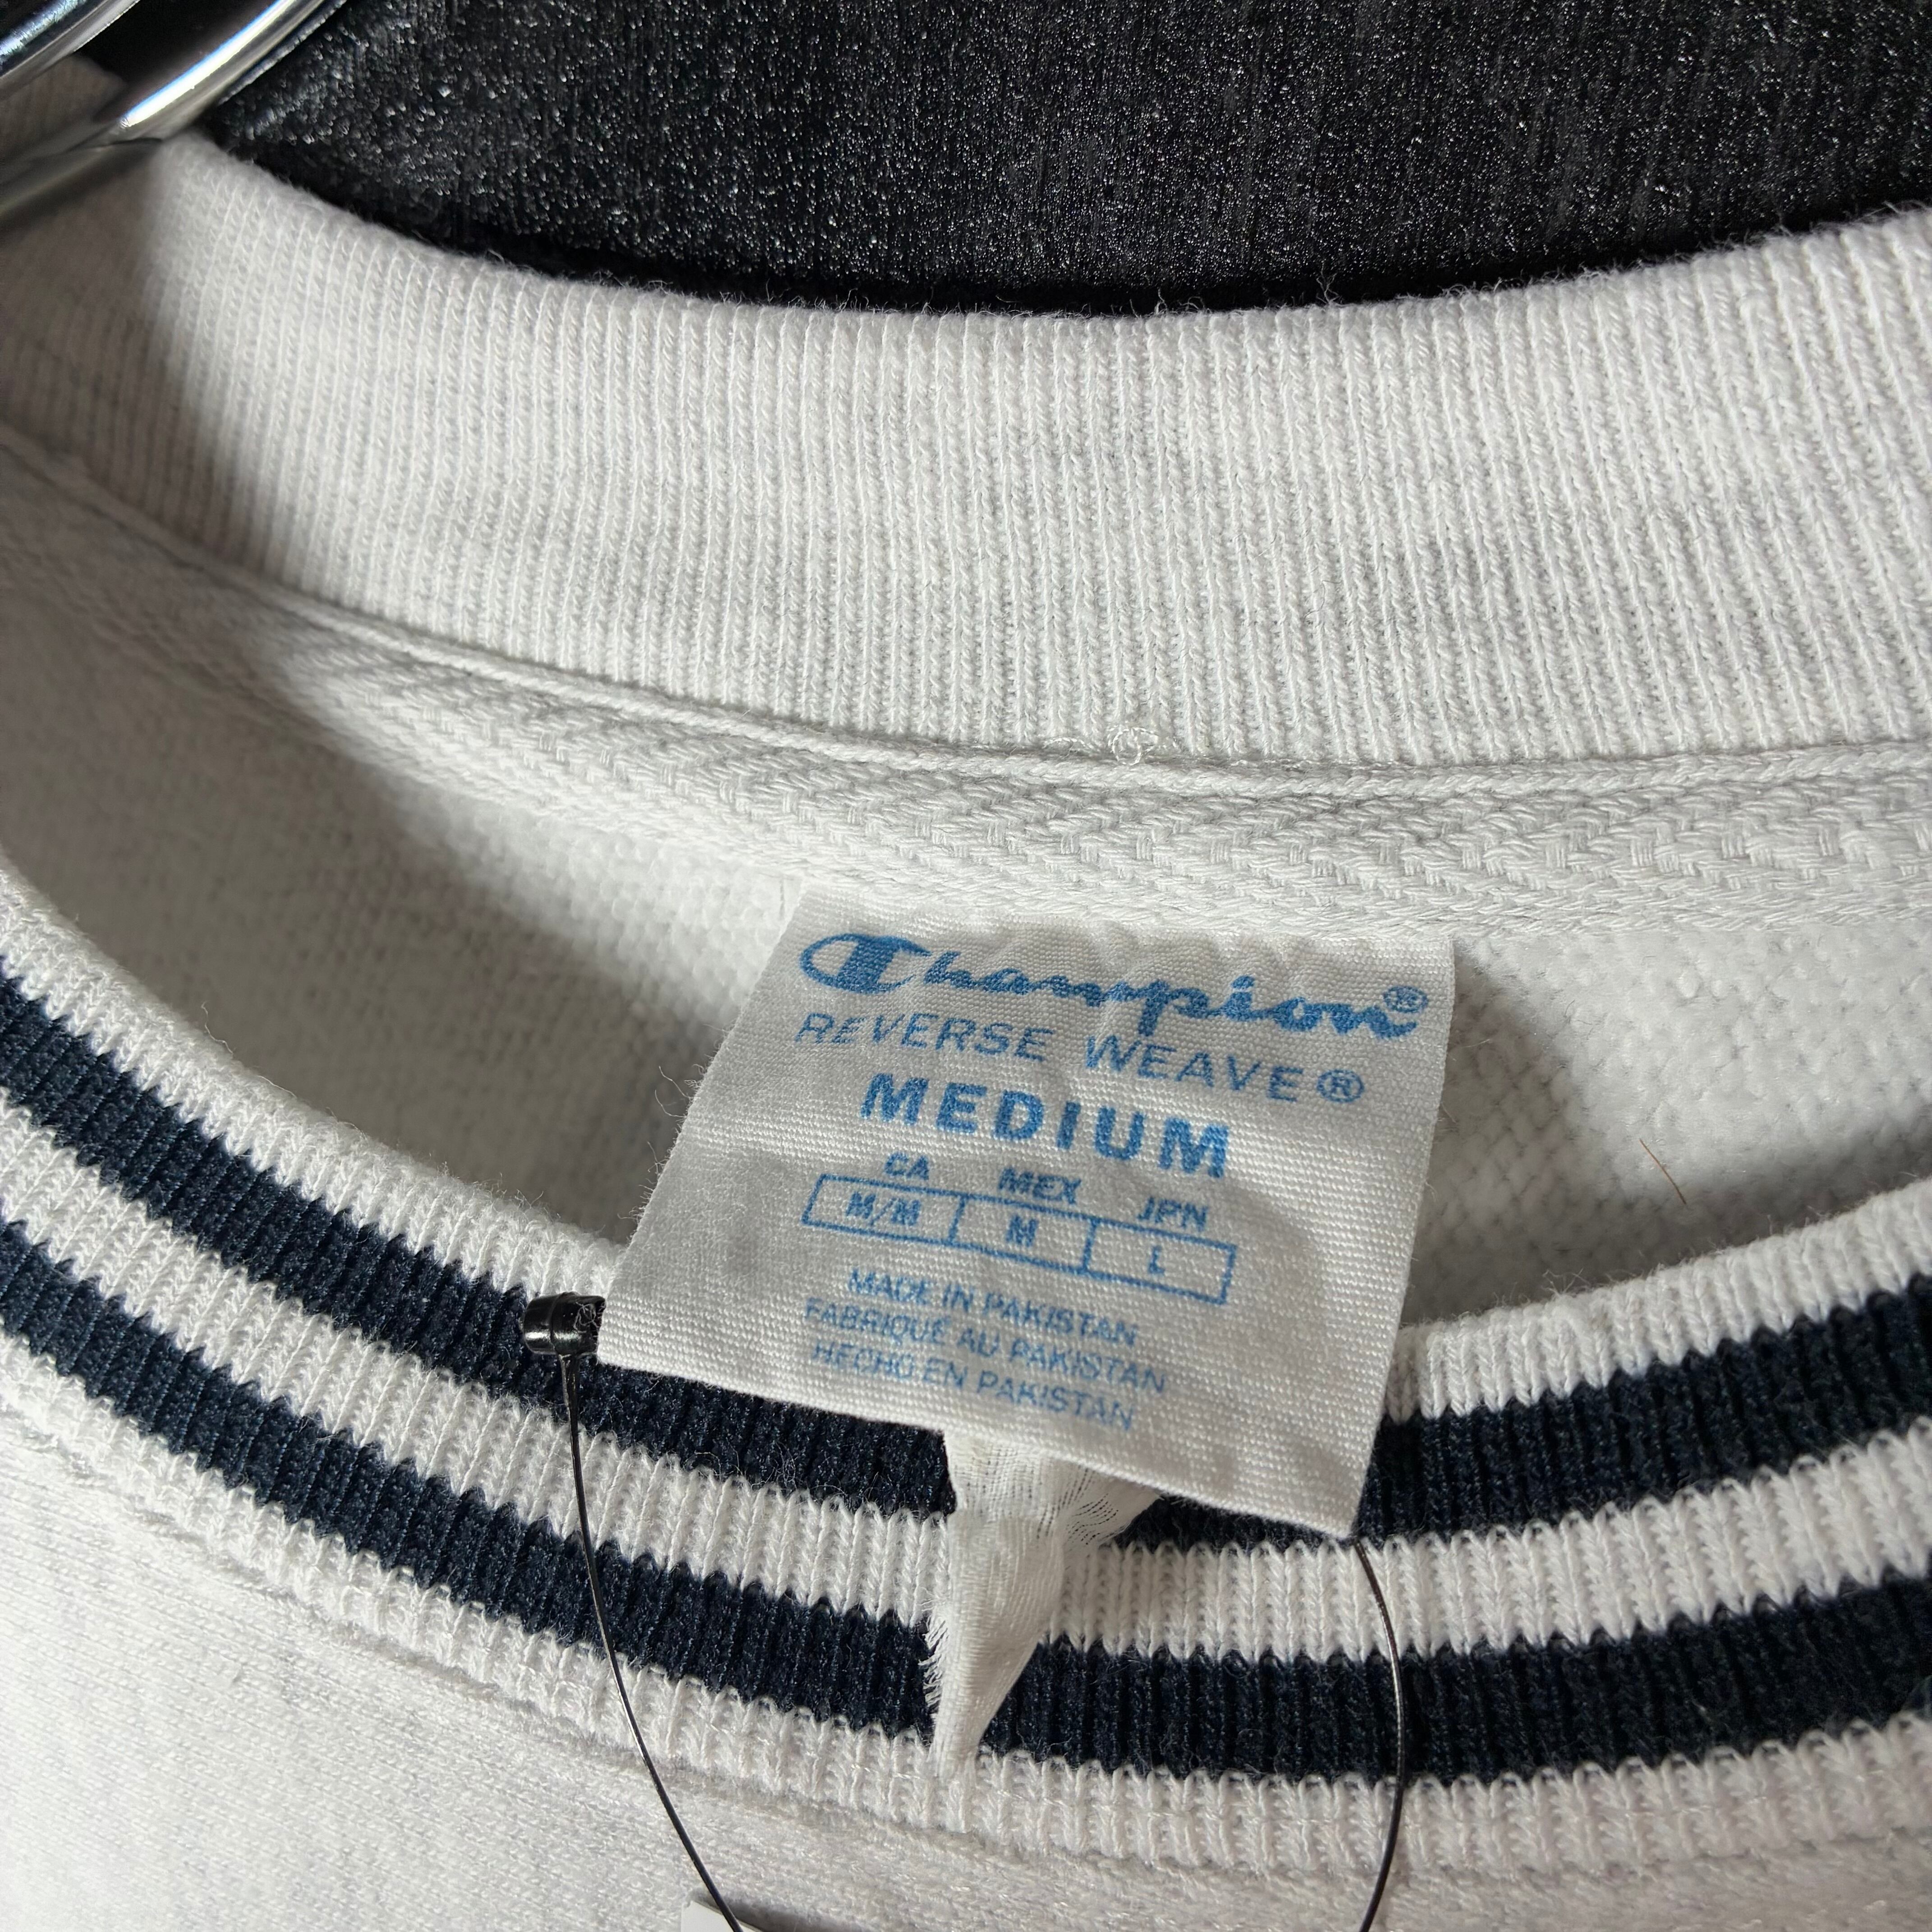 Champion®
REVERSE WEAVE®
MEDIUM
CA MEX JPN
M/M M L
MADE IN PAKISTAN
FABRIQUÉ AU PAKISTAN
HECHO EN PAKISTAN